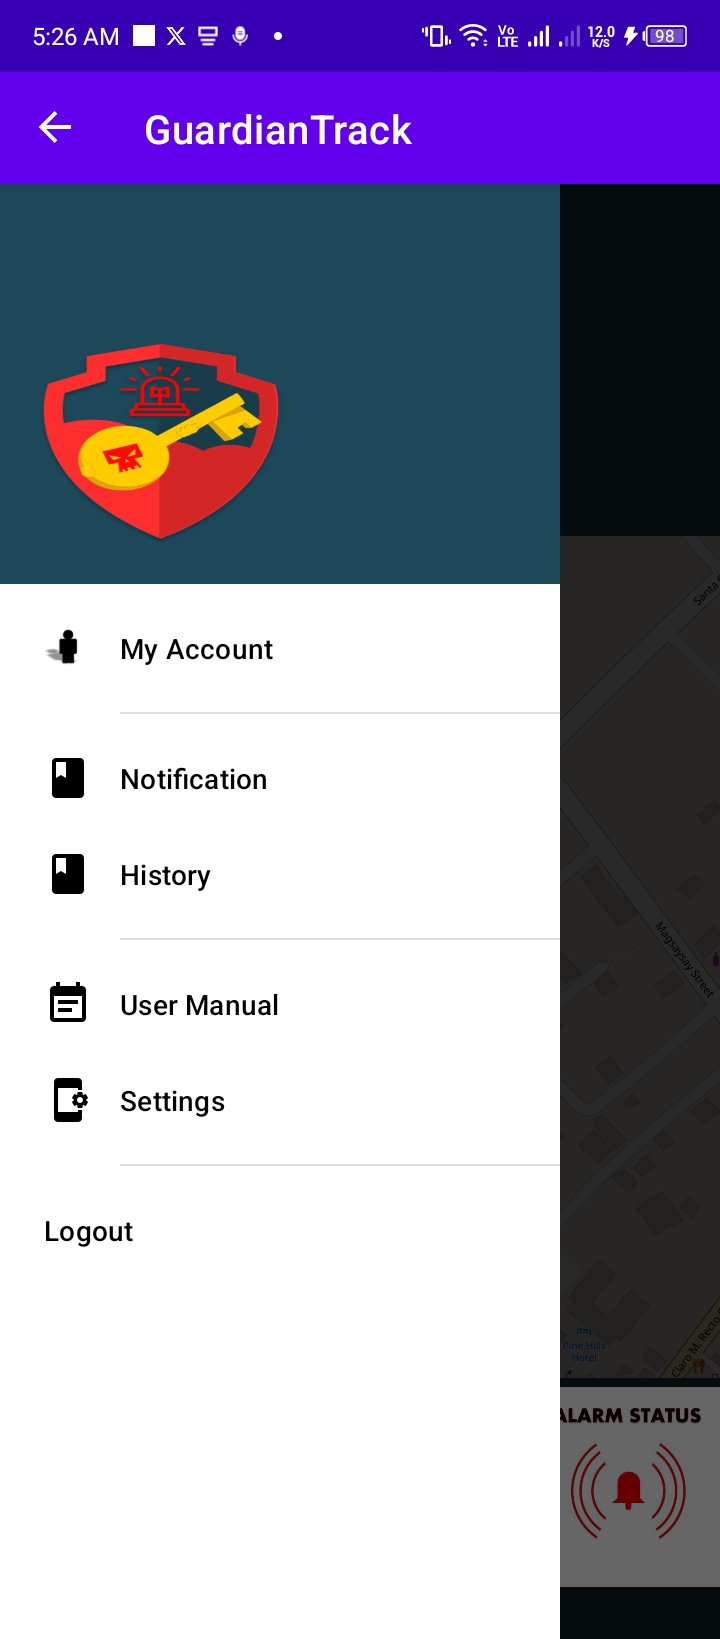 5:26 AM
Vo LTE
12.0 K/S
98
GuardianTrack
My Account
Notification
History
User Manual
Settings
Logout
Magsaysay Street
Pine Hills
Hotel
Claro M. Recto
ALARM STATUS